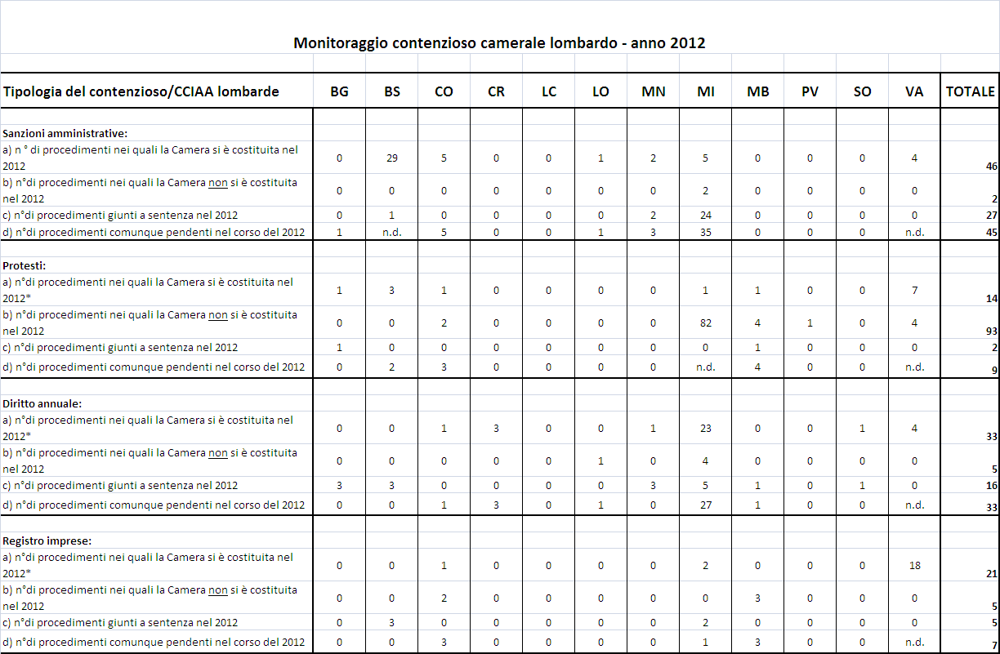 Monitoraggio contenzioso camerale lombardo - anno 2012
Tipologia del contenzioso/CCIAA lombarde BG BS CO CR LC LO MN MI MB PV SO VA TOTALE
Sanzioni amministrative:
a) n ° di procedimenti nei quali la Camera si è costituita nel
2012 0 29 5 0 0 1 2 5 0 0 0 4 46
b) n°di procedimenti nei quali la Camera non si è costituita
nel 2012 0 0 0 0 0 0 0 2 0 0 0 0 2
c) n°di procedimenti giunti a sentenza nel 2012 0 1 0 0 0 0 2 24 0 0 0 0 27
d) n°di procedimenti comunque pendenti nel corso del 2012 1 n.d. 5 0 0 1 3 35 0 0 0 n.d. 45
Protesti:
a) n°di procedimenti nei quali la Camera si è costituita nel
2012* 1 3 1 0 0 0 0 1 1 0 0 7 14
b) n°di procedimenti nei quali la Camera non si è costituita
nel 2012 0 0 2 0 0 0 0 82 4 1 0 4 93
c) n°di procedimenti giunti a sentenza nel 2012 1 0 0 0 0 0 0 0 1 0 0 0 2
d) n°di procedimenti comunque pendenti nel corso del 2012 0 2 3 0 0 0 0 n.d. 4 0 0 n.d. 9
Diritto annuale:
a) n°di procedimenti nei quali la Camera si è costituita nel
2012* 0 0 1 3 0 0 1 23 0 0 1 4 33
b) n°di procedimenti nei quali la Camera non si è costituita
nel 2012 0 0 0 0 0 1 0 4 0 0 0 0 5
c) n°di procedimenti giunti a sentenza nel 2012 3 3 0 0 0 0 3 5 1 0 1 0 16
d) n°di procedimenti comunque pendenti nel corso del 2012 0 0 1 3 0 1 0 27 1 0 0 n.d. 33
Registro imprese:
a) n°di procedimenti nei quali la Camera si è costituita nel
2012* 0 0 1 0 0 0 0 2 0 0 0 18 21
b) n°di procedimenti nei quali la Camera non si è costituita
nel 2012 0 0 2 0 0 0 0 0 3 0 0 0 5
c) n°di procedimenti giunti a sentenza nel 2012 0 3 0 0 0 0 0 2 0 0 0 0 5
d) n°di procedimenti comunque pendenti nel corso del 2012 0 0 3 0 0 0 0 1 3 0 0 n.d. 7